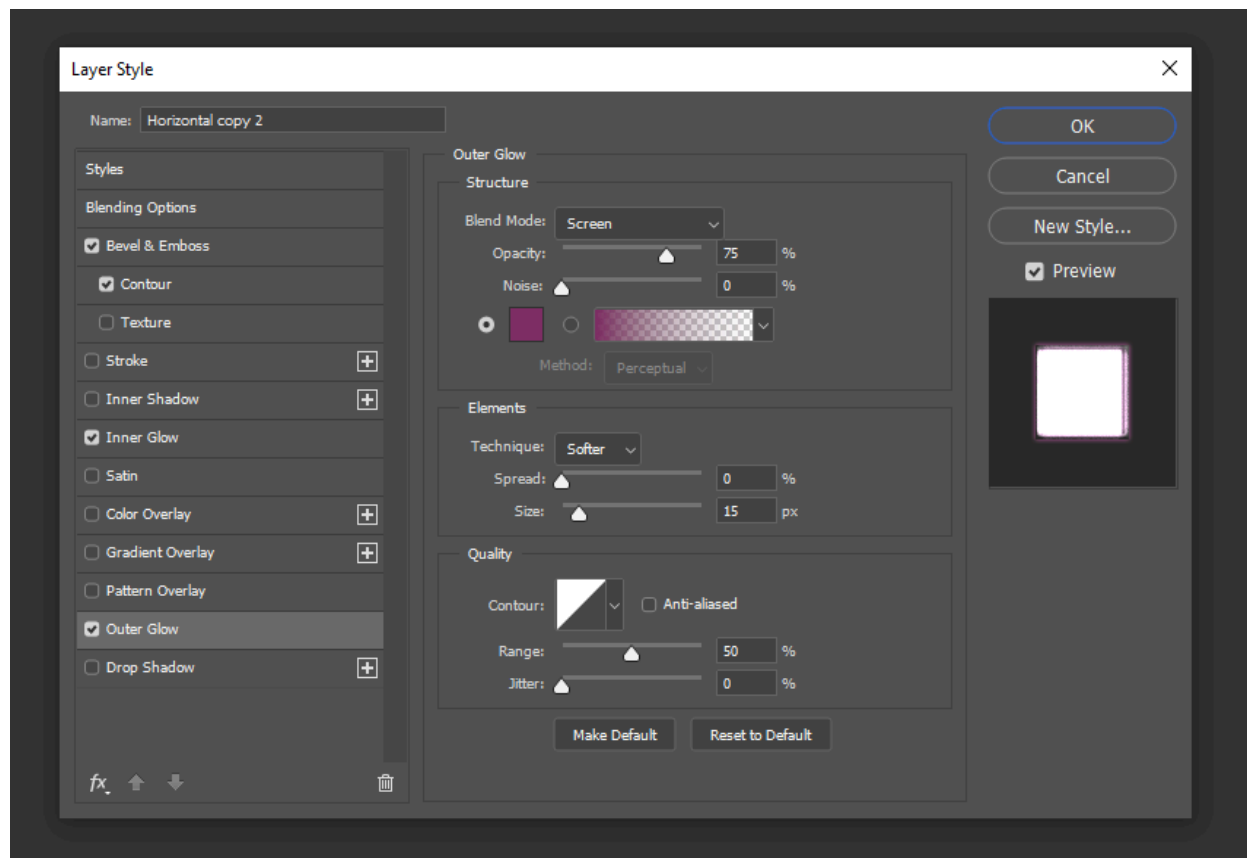 Layer Style
Name: Horizontal copy 2
Styles
Blending Options
Bevel & Emboss
Contour
Texture
Stroke
Inner Shadow
Inner Glow
Satin
Color Overlay
Gradient Overlay
Pattern Overlay
Outer Glow
Drop Shadow
fx
Outer Glow
Structure
Blend Mode: Screen
Opacity: 75 %
Noise: 0 %
Method: Perceptual
Elements
Technique: Softer
Spread: 0 %
Size: 15 px
Quality
Contour: Anti-aliased
Range: 50 %
Jitter: 0 %
Make Default Reset to Default
OK
Cancel
New Style...
Preview